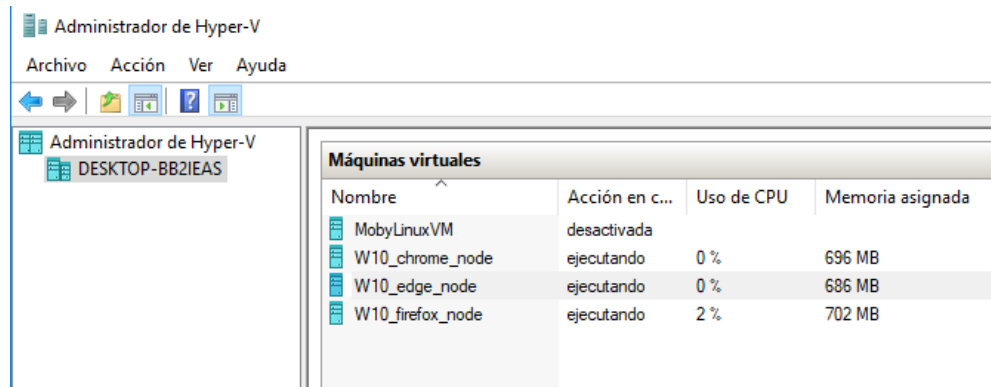 Administrador de Hyper-V
Archivo Acción Ver Ayuda
Administrador de Hyper-V
DESKTOP-BB2IEAS
Máquinas virtuales
Nombre Acción en c... Uso de CPU Memoria asignada
MobyLinuxVM desactivada
W10_chrome_node ejecutando 0 % 696 MB
W10_edge_node ejecutando 0 % 686 MB
W10_firefox_node ejecutando 2 % 702 MB